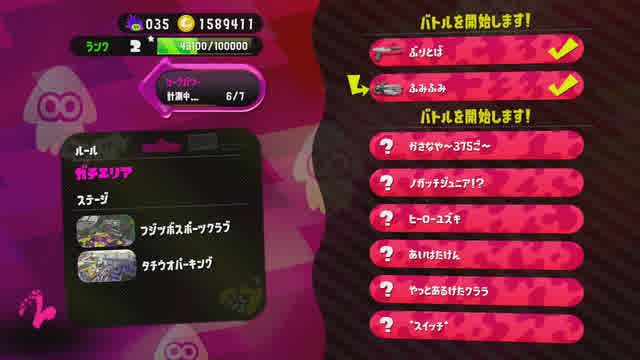 035 1589411
ランク 2 43100/100000
リーグパワー
計測中… 6/7
ルール
ガチエリア
ステージ
フジツボスポーツクラブ
タチウオパーキング
バトルを開始します!
ぷりとば
ふみふみ
バトルを開始します!
? かさなや〜375ご〜
? ノガッチジュニア!?
? ヒーローユズキ
? あいはたけん
? やっとあるげたクララ
? *スイッチ*